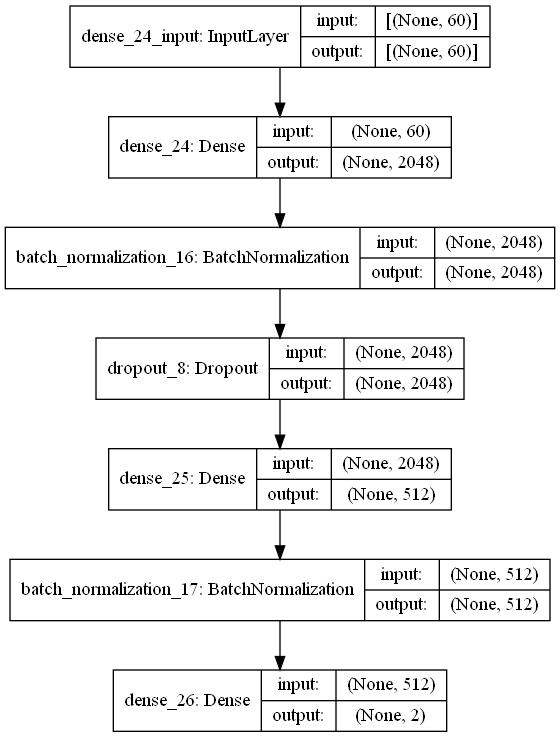 dense_24_input: InputLayer
input: [(None, 60)]
output: [(None, 60)]
dense_24: Dense
input: (None, 60)
output: (None, 2048)
batch_normalization_16: BatchNormalization
input: (None, 2048)
output: (None, 2048)
dropout_8: Dropout
input: (None, 2048)
output: (None, 2048)
dense_25: Dense
input: (None, 2048)
output: (None, 512)
batch_normalization_17: BatchNormalization
input: (None, 512)
output: (None, 512)
dense_26: Dense
input: (None, 512)
output: (None, 2)